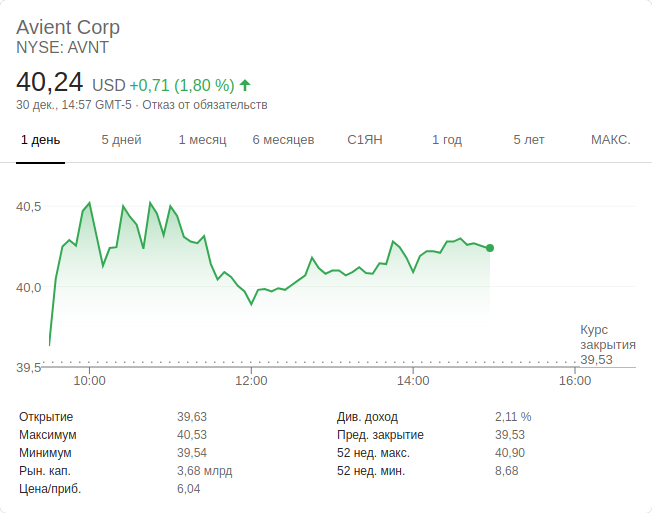 Avient Corp
NYSE: AVNT
40,24 USD +0,71 (1,80 %)
30 дек., 14:57 GMT-5 · Отказ от обязательств
1 день 5 дней 1 месяц 6 месяцев С1ЯН 1 год 5 лет МАКС.
40,5
40,0
39,5
Курс
закрытия
39,53
10:00 12:00 14:00 16:00
Открытие 39,63 Див. доход 2,11 %
Максимум 40,53 Пред. закрытие 39,53
Минимум 39,54 52 нед. макс. 40,90
Рын. кап. 3,68 млрд 52 нед. мин. 8,68
Цена/приб. 6,04